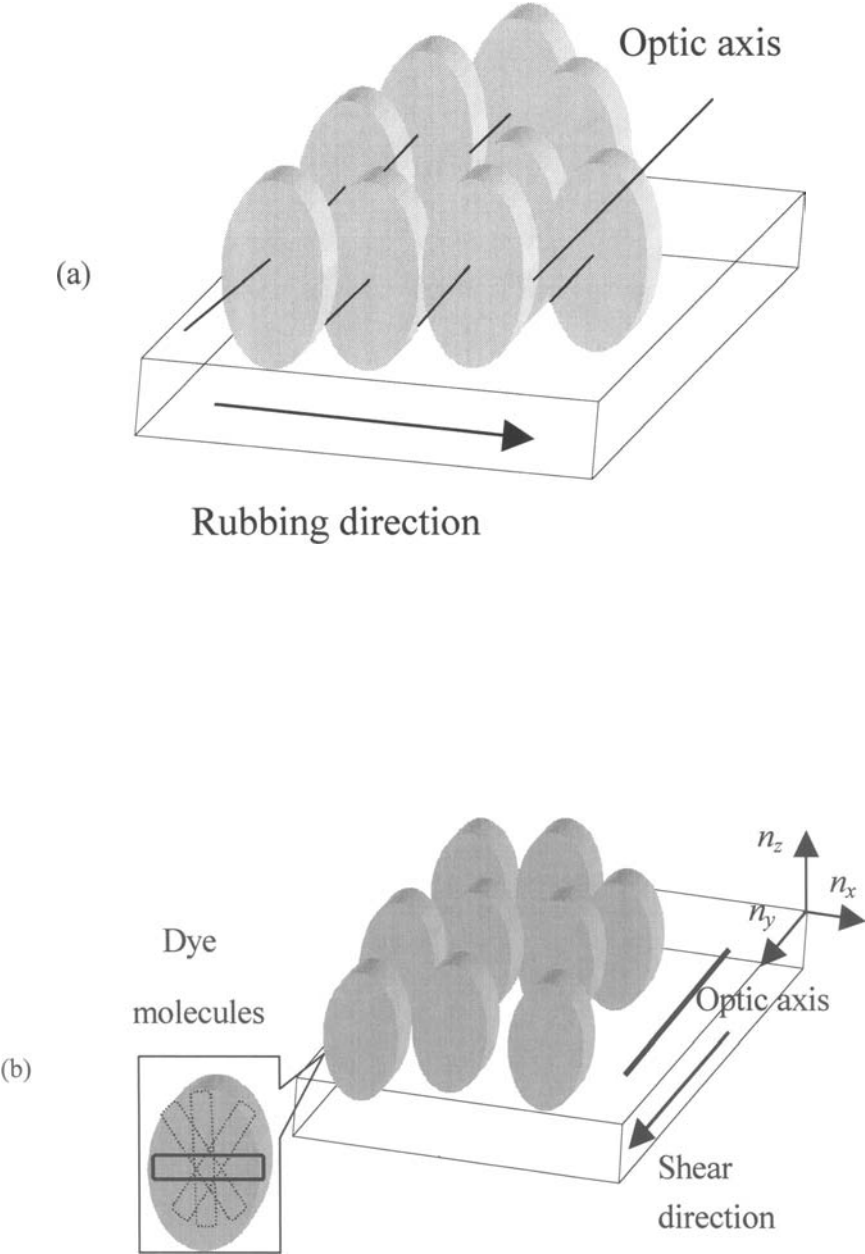 Optic axis
(a)
Rubbing direction
n_z
n_x
n_y
Dye
molecules
Optic axis
(b)
Shear
direction